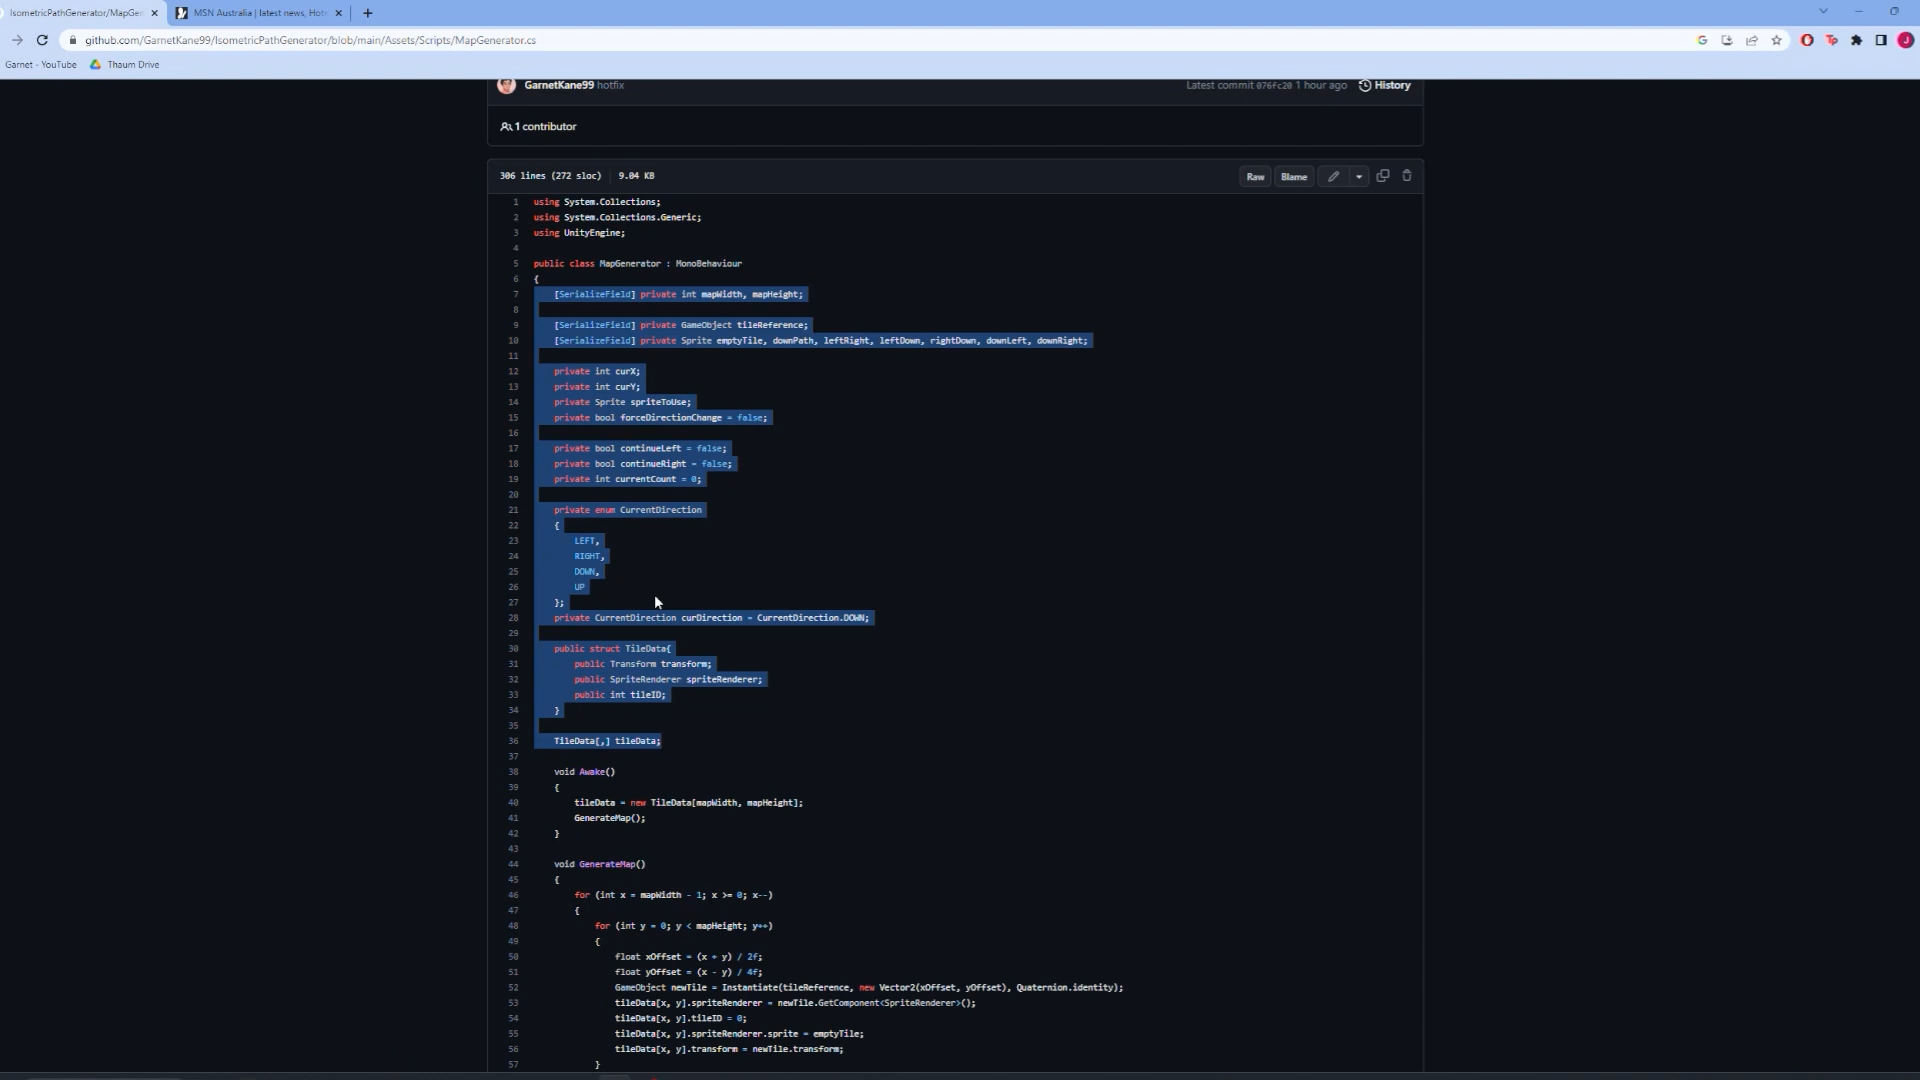 IsometricPathGenerator/MapGen
MSN Australia | latest news, Hot
github.com/GarnetKane99/IsometricPathGenerator/blob/main/Assets/Scripts/MapGenerator.cs
Garnet - YouTube
Thaum Drive
GarnetKane99 hotfix
Latest commit 076fc20 1 hour ago
History
1 contributor
306 lines (272 sloc)
9.04 KB
Raw
Blame
1 using System.Collections;
2 using System.Collections.Generic;
3 using UnityEngine;
4
5 public class MapGenerator : MonoBehaviour
6 {
7 [SerializeField] private int mapWidth, mapHeight;
8
9 [SerializeField] private GameObject tileReference;
10 [SerializeField] private Sprite emptyTile, downPath, leftRight, leftDown, rightDown, downLeft, downRight;
11
12 private int curX;
13 private int curY;
14 private Sprite spriteToUse;
15 private bool forceDirectionChange = false;
16
17 private bool continueLeft = false;
18 private bool continueRight = false;
19 private int currentCount = 0;
20
21 private enum CurrentDirection
22 {
23 LEFT,
24 RIGHT,
25 DOWN,
26 UP
27 };
28 private CurrentDirection curDirection = CurrentDirection.DOWN;
29
30 public struct TileData{
31 public Transform transform;
32 public SpriteRenderer spriteRenderer;
33 public int tileID;
34 }
35
36 TileData[,] tileData;
37
38 void Awake()
39 {
40 tileData = new TileData[mapWidth, mapHeight];
41 GenerateMap();
42 }
43
44 void GenerateMap()
45 {
46 for (int x = mapWidth - 1; x >= 0; x--)
47 {
48 for (int y = 0; y < mapHeight; y++)
49 {
50 float xOffset = (x + y) / 2f;
51 float yOffset = (x - y) / 4f;
52 GameObject newTile = Instantiate(tileReference, new Vector2(xOffset, yOffset), Quaternion.identity);
53 tileData[x, y].spriteRenderer = newTile.GetComponent<SpriteRenderer>();
54 tileData[x, y].tileID = 0;
55 tileData[x, y].spriteRenderer.sprite = emptyTile;
56 tileData[x, y].transform = newTile.transform;
57 }